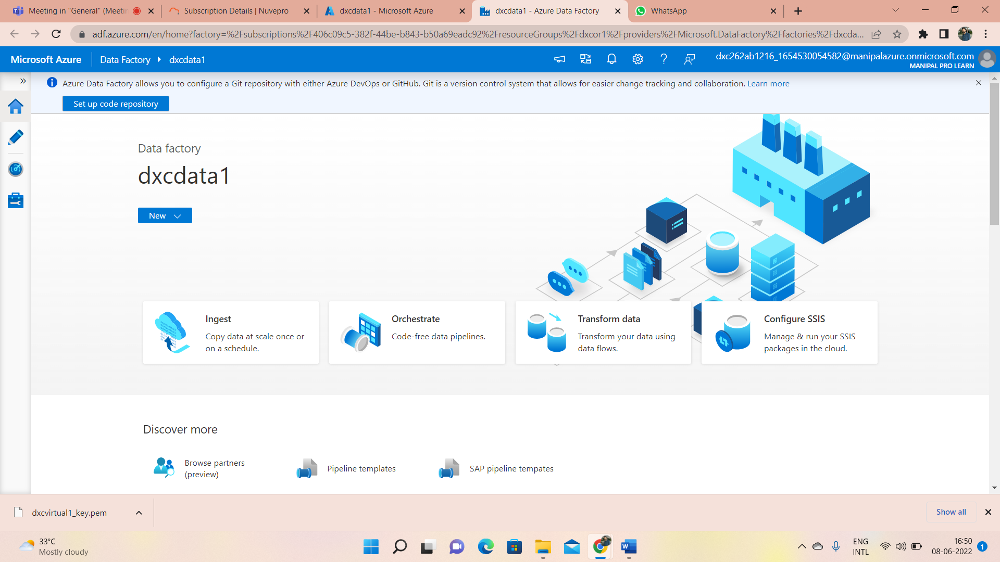 Meeting in "General" (Meetin
Subscription Details | Nuvepro
dxcdata1 - Microsoft Azure
dxcdata1 - Azure Data Factory
WhatsApp
adf.azure.com/en/home?factory=%2Fsubscriptions%2F406c09c5-382f-44be-b843-b50a69eadc92%2FresourceGroups%2Fdxcor1%2Fproviders%2FMicrosoft.DataFactory%2Ffactories%2Fdxcda...
Microsoft Azure
Data Factory
dxcdata1
dxc262ab1216_1654530054582@manipalazure.onmicrosoft.com
MANIPAL PRO LEARN
Azure Data Factory allows you to configure a Git repository with either Azure DevOps or GitHub. Git is a version control system that allows for easier change tracking and collaboration. Learn more
Set up code repository
Data factory
dxcdata1
New
Ingest
Copy data at scale once or
on a schedule.
Orchestrate
Code-free data pipelines.
Transform data
Transform your data using
data flows.
Configure SSIS
Manage & run your SSIS
packages in the cloud.
Discover more
Browse partners
(preview)
Pipeline templates
SAP pipeline tempates
dxcvirtual1_key.pem
Show all
33°C
Mostly cloudy
ENG
INTL
16:50
08-06-2022
1